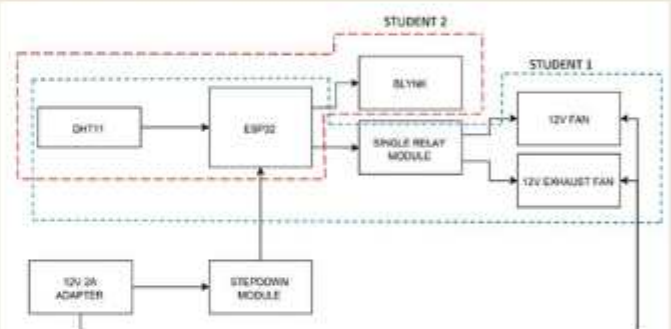 STUDENT 2
STUDENT 1
BLYNK
DHT11
ESP32
12V FAN
SINGLE RELAY
MODULE
12V EXHAUST FAN
12V 2A
ADAPTER
STEPDOWN
MODULE